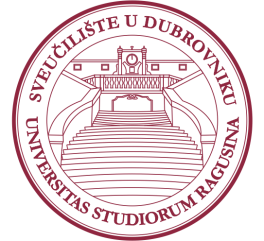 SVEUČILIŠTE U DUBROVNIKU
UNIVERSITAS STUDIORUM RAGUSINA